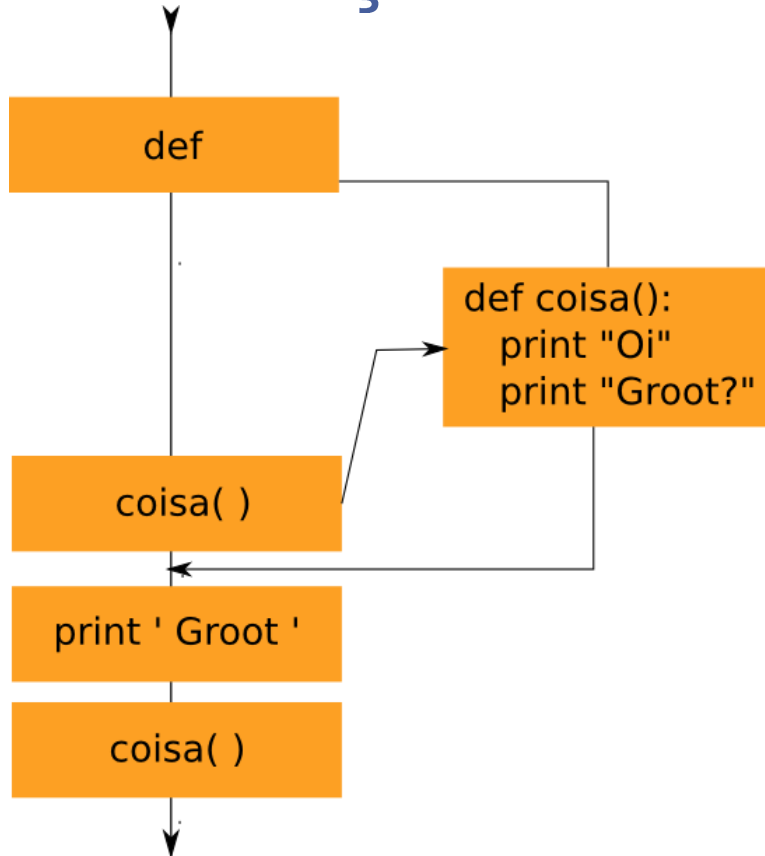 def
def coisa():
print "Oi"
print "Groot?"
coisa( )
print ' Groot '
coisa( )